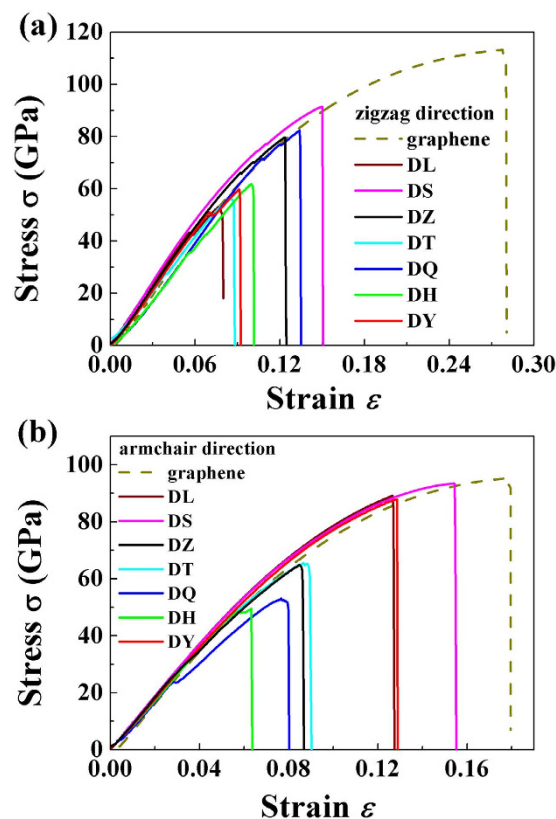 (a)
120
100
80
60
40
20
0
Stress σ (GPa)
zigzag direction
graphene
DL
DS
DZ
DT
DQ
DH
DY
0.00 0.06 0.12 0.18 0.24 0.30
Strain ε
(b)
100
80
60
40
20
0
Stress σ (GPa)
armchair direction
graphene
DL
DS
DZ
DT
DQ
DH
DY
0.00 0.04 0.08 0.12 0.16
Strain ε